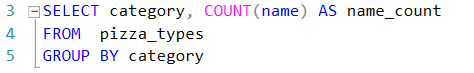 3 SELECT category, COUNT(name) AS name_count
4 FROM  pizza_types
5 GROUP BY category